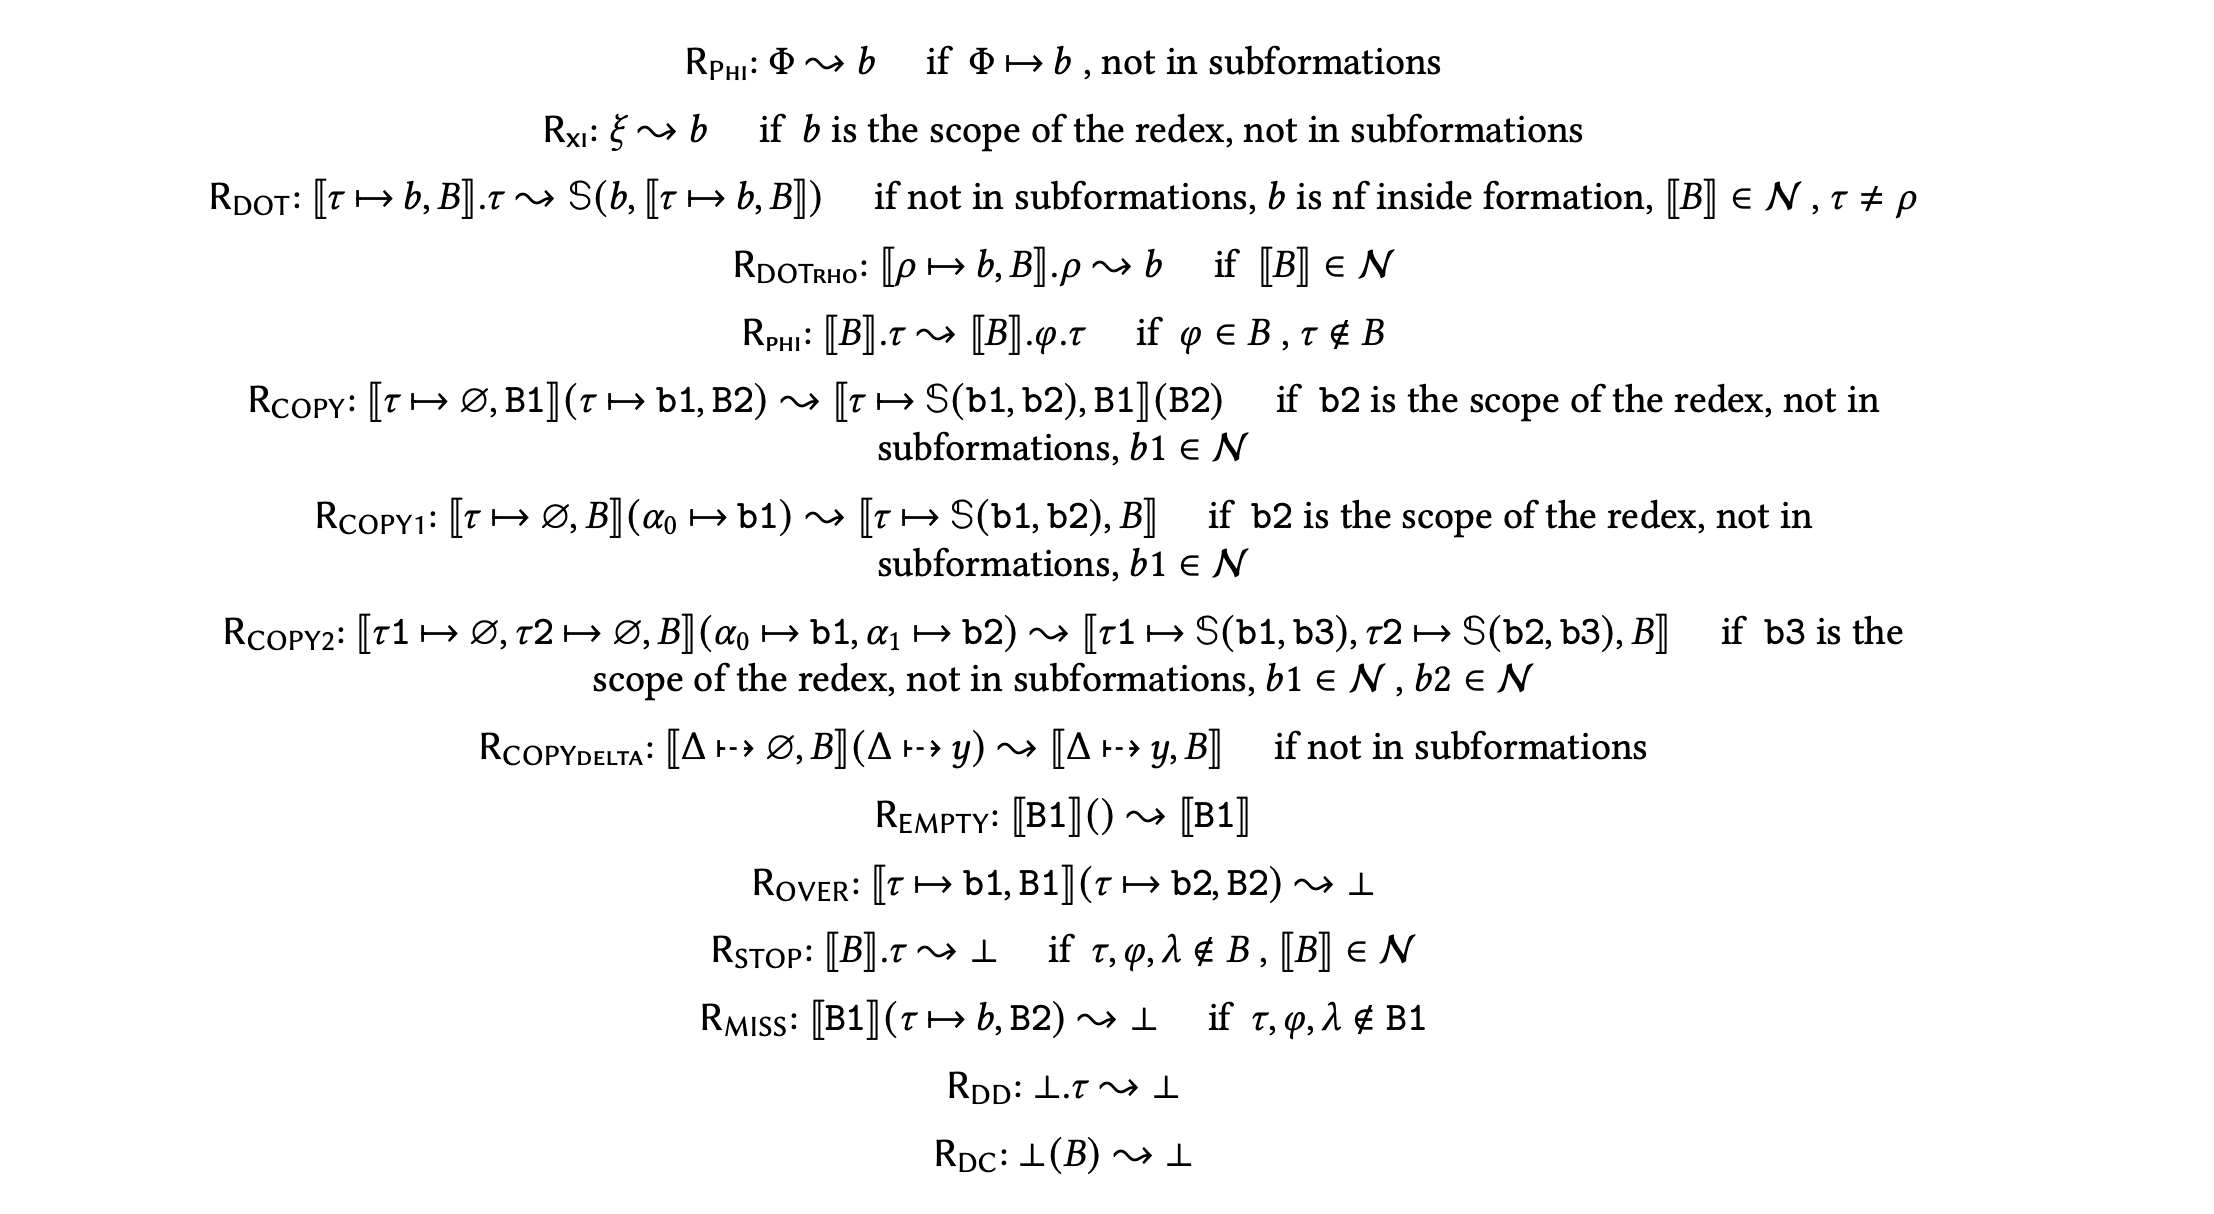 R_PHI: Φ ⇝ b if Φ ↦ b , not in subformations
R_XI: ξ ⇝ b if b is the scope of the redex, not in subformations
R_DOT: ⟦τ ↦ b, B⟧.τ ⇝ 𝕊(b, ⟦τ ↦ b, B⟧) if not in subformations, b is nf inside formation, ⟦B⟧ ∈ 𝒩 , τ ≠ ρ
R_DOTRHO: ⟦ρ ↦ b, B⟧.ρ ⇝ b if ⟦B⟧ ∈ 𝒩
R_PHI: ⟦B⟧.τ ⇝ ⟦B⟧.φ.τ if φ ∈ B , τ ∉ B
R_COPY: ⟦τ ↦ ∅, B1⟧(τ ↦ b1, B2) ⇝ ⟦τ ↦ 𝕊(b1, b2), B1⟧(B2) if b2 is the scope of the redex, not in
subformations, b1 ∈ 𝒩
R_COPY1: ⟦τ ↦ ∅, B⟧(α₀ ↦ b1) ⇝ ⟦τ ↦ 𝕊(b1, b2), B⟧ if b2 is the scope of the redex, not in
subformations, b1 ∈ 𝒩
R_COPY2: ⟦τ1 ↦ ∅, τ2 ↦ ∅, B⟧(α₀ ↦ b1, α₁ ↦ b2) ⇝ ⟦τ1 ↦ 𝕊(b1, b3), τ2 ↦ 𝕊(b2, b3), B⟧ if b3 is the
scope of the redex, not in subformations, b1 ∈ 𝒩 , b2 ∈ 𝒩
R_COPYDELTA: ⟦Δ ⤍ ∅, B⟧(Δ ⤍ y) ⇝ ⟦Δ ⤍ y, B⟧ if not in subformations
R_EMPTY: ⟦B1⟧() ⇝ ⟦B1⟧
R_OVER: ⟦τ ↦ b1, B1⟧(τ ↦ b2, B2) ⇝ ⊥
R_STOP: ⟦B⟧.τ ⇝ ⊥ if τ, φ, λ ∉ B , ⟦B⟧ ∈ 𝒩
R_MISS: ⟦B1⟧(τ ↦ b, B2) ⇝ ⊥ if τ, φ, λ ∉ B1
R_DD: ⊥.τ ⇝ ⊥
R_DC: ⊥(B) ⇝ ⊥